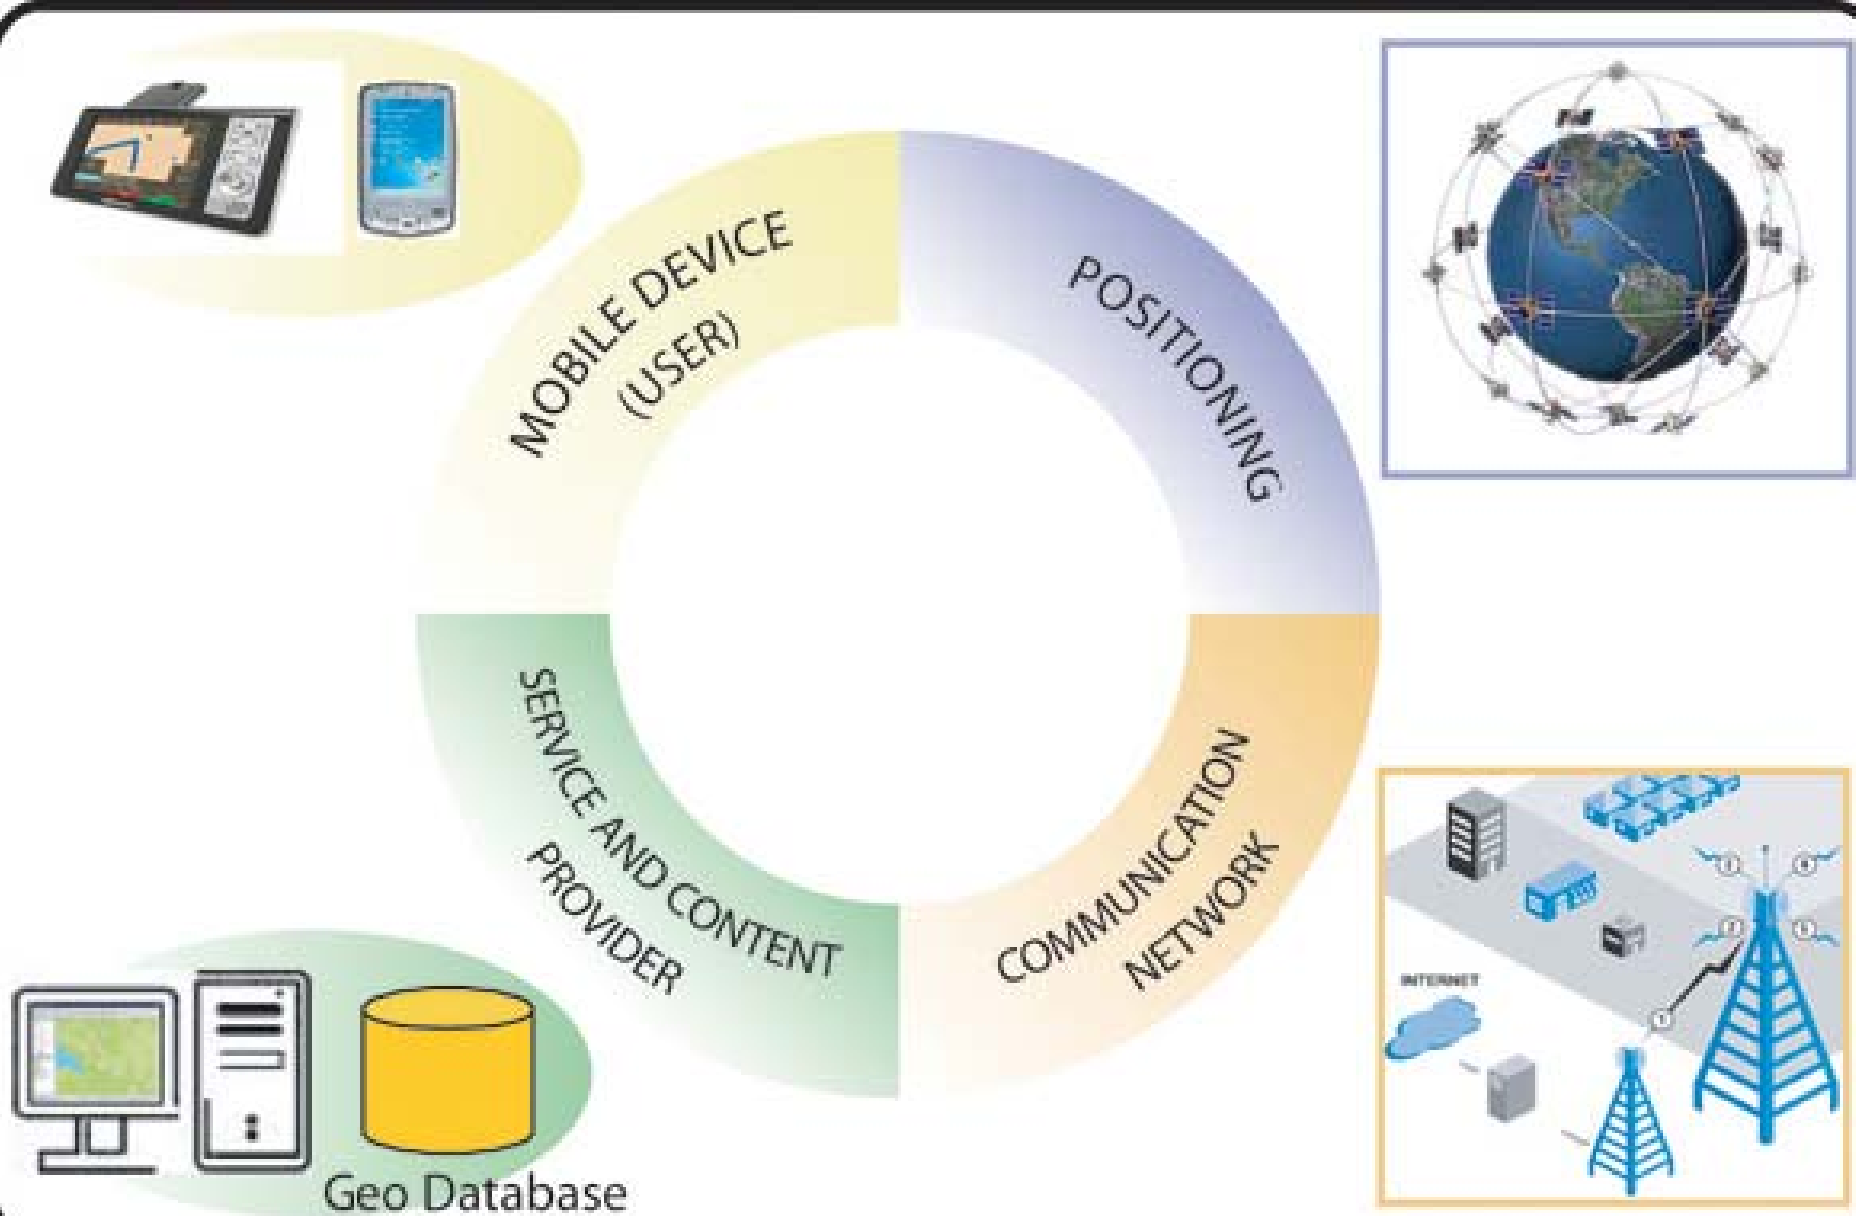 MOBILE DEVICE
(USER)
POSITIONING
SERVICE AND CONTENT
PROVIDER
COMMUNICATION
NETWORK
INTERNET
Geo Database